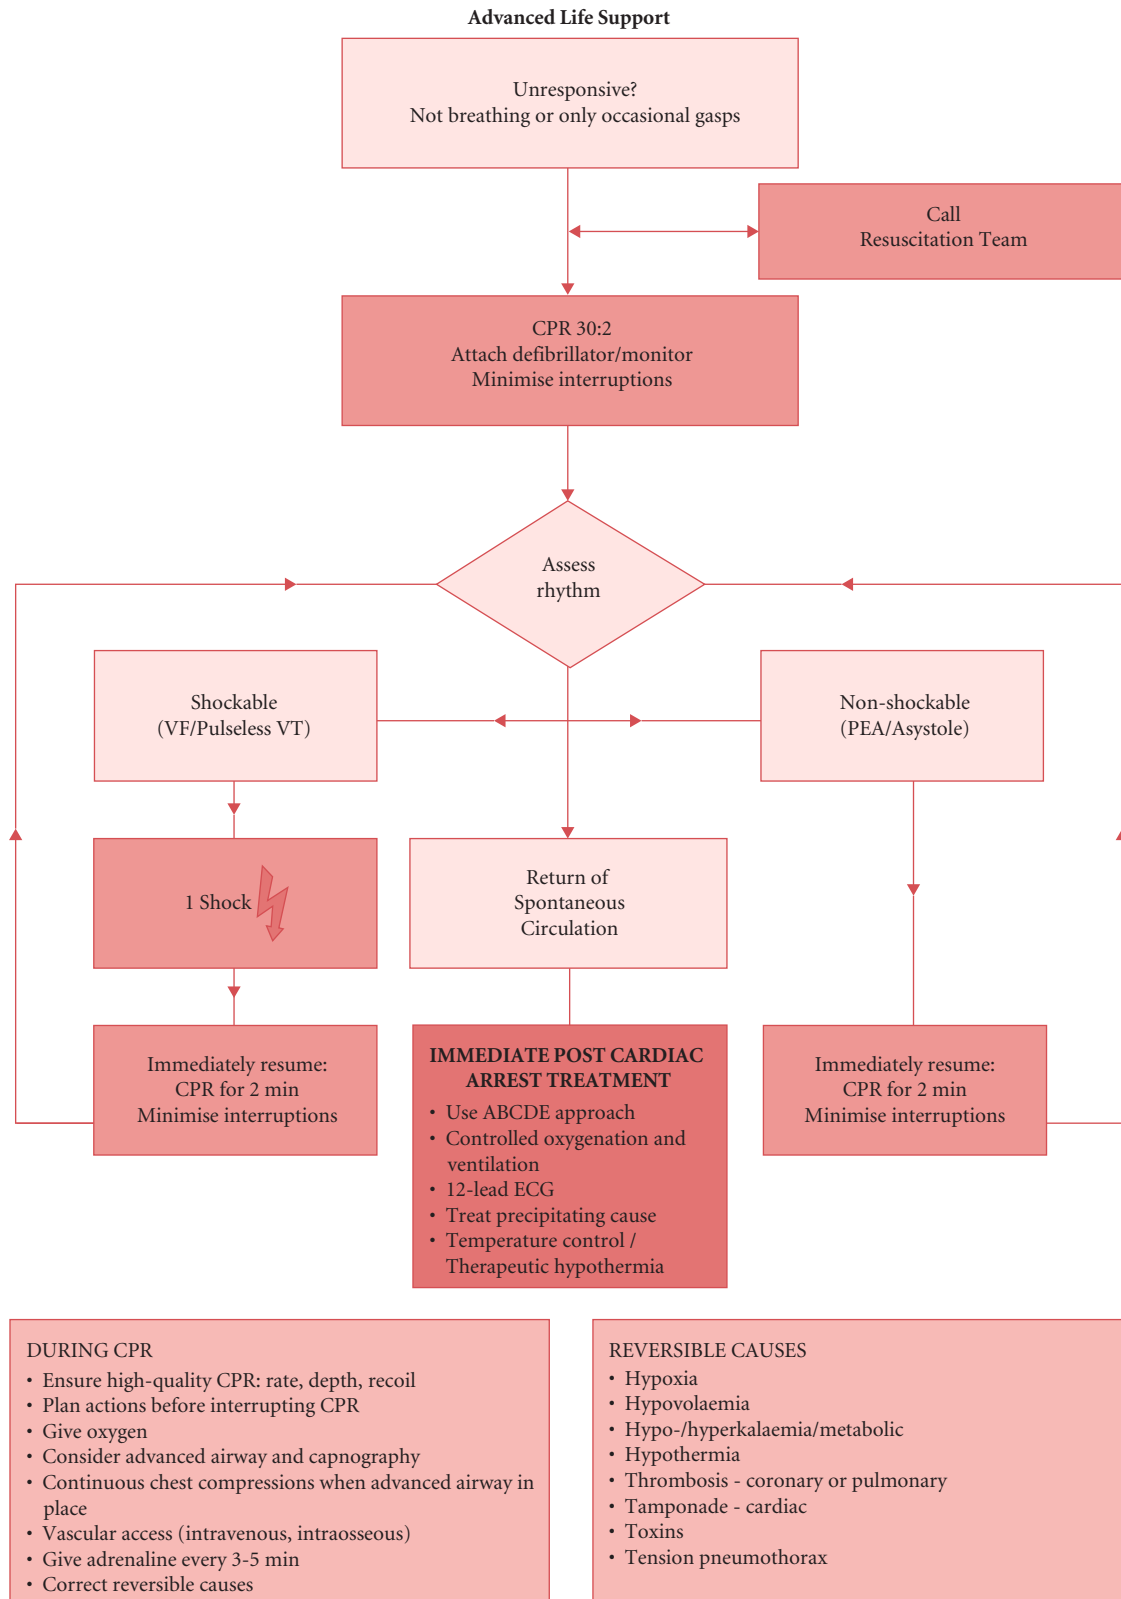 Advanced Life Support
Unresponsive?
Not breathing or only occasional gasps
Call
Resuscitation Team
CPR 30:2
Attach defibrillator/monitor
Minimise interruptions
Assess
rhythm
Shockable
(VF/Pulseless VT)
Non-shockable
(PEA/Asystole)
1 Shock
Return of
Spontaneous
Circulation
Immediately resume:
CPR for 2 min
Minimise interruptions
IMMEDIATE POST CARDIAC
ARREST TREATMENT
• Use ABCDE approach
• Controlled oxygenation and
ventilation
• 12-lead ECG
• Treat precipitating cause
• Temperature control /
Therapeutic hypothermia
Immediately resume:
CPR for 2 min
Minimise interruptions
DURING CPR
• Ensure high-quality CPR: rate, depth, recoil
• Plan actions before interrupting CPR
• Give oxygen
• Consider advanced airway and capnography
• Continuous chest compressions when advanced airway in
place
• Vascular access (intravenous, intraosseous)
• Give adrenaline every 3-5 min
• Correct reversible causes
REVERSIBLE CAUSES
• Hypoxia
• Hypovolaemia
• Hypo-/hyperkalaemia/metabolic
• Hypothermia
• Thrombosis - coronary or pulmonary
• Tamponade - cardiac
• Toxins
• Tension pneumothorax